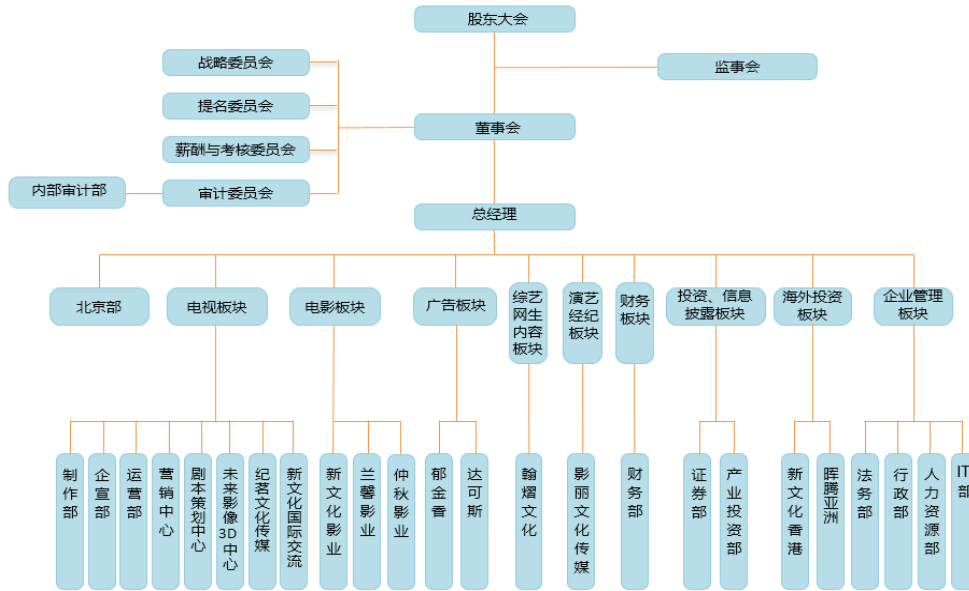 股东大会
战略委员会
监事会
提名委员会
董事会
薪酬与考核委员会
内部审计部
审计委员会
总经理
北京部
电视板块
电影板块
广告板块
综艺
网生
内容
板块
演艺
经纪
板块
财务
板块
投资、信息
披露板块
海外投资
板块
企业管理
板块
制作部
企宣部
运营部
营销中心
剧本策划中心
未来影像3D中心
纪茗文化传媒
新文化国际交流
新文化影业
兰馨影业
仲秋影业
郁金香
达可斯
翰熠文化
影丽文化传媒
财务部
证券部
产业投资部
新文化香港
晖腾亚洲
法务部
行政部
人力资源部
IT部